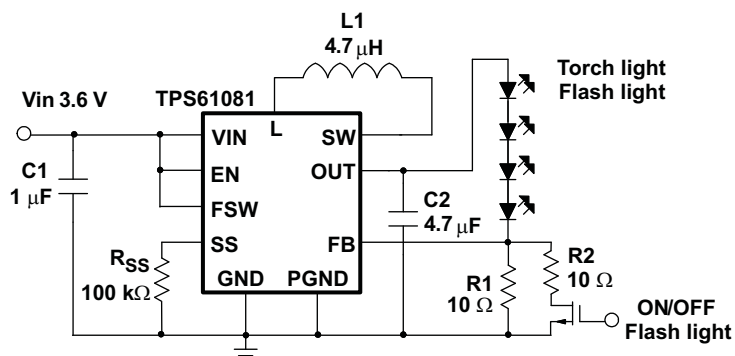 L1
4.7 μH
Vin 3.6 V
TPS61081
Torch light
Flash light
L
VIN
SW
EN
OUT
C1
1 μF
FSW
C2
4.7 μF
SS
FB
RSS
100 kΩ
GND
PGND
R1
10 Ω
R2
10 Ω
ON/OFF
Flash light